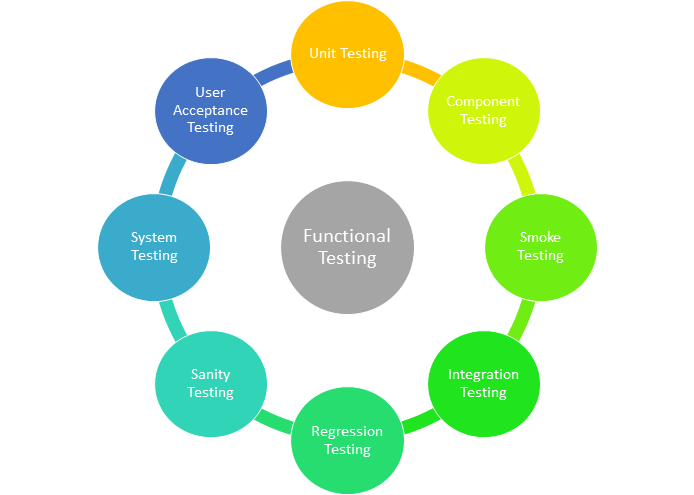 Unit Testing
Component
Testing
Smoke
Testing
Integration
Testing
Regression
Testing
Sanity
Testing
System
Testing
User
Acceptance
Testing
Functional
Testing